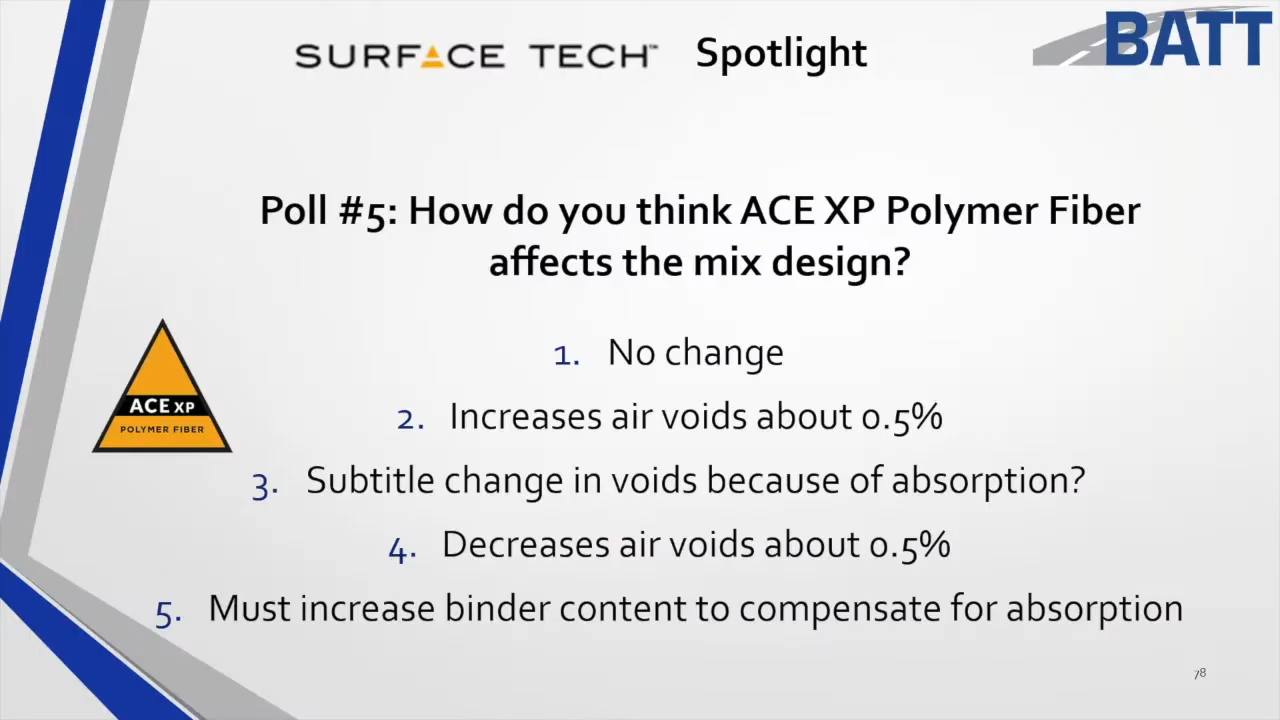 SURFACE TECH™ Spotlight
BATT
Poll #5: How do you think ACE XP Polymer Fiber
affects the mix design?
1. No change
2. Increases air voids about 0.5%
3. Subtitle change in voids because of absorption?
4. Decreases air voids about 0.5%
5. Must increase binder content to compensate for absorption
ACE XP
POLYMER FIBER
78